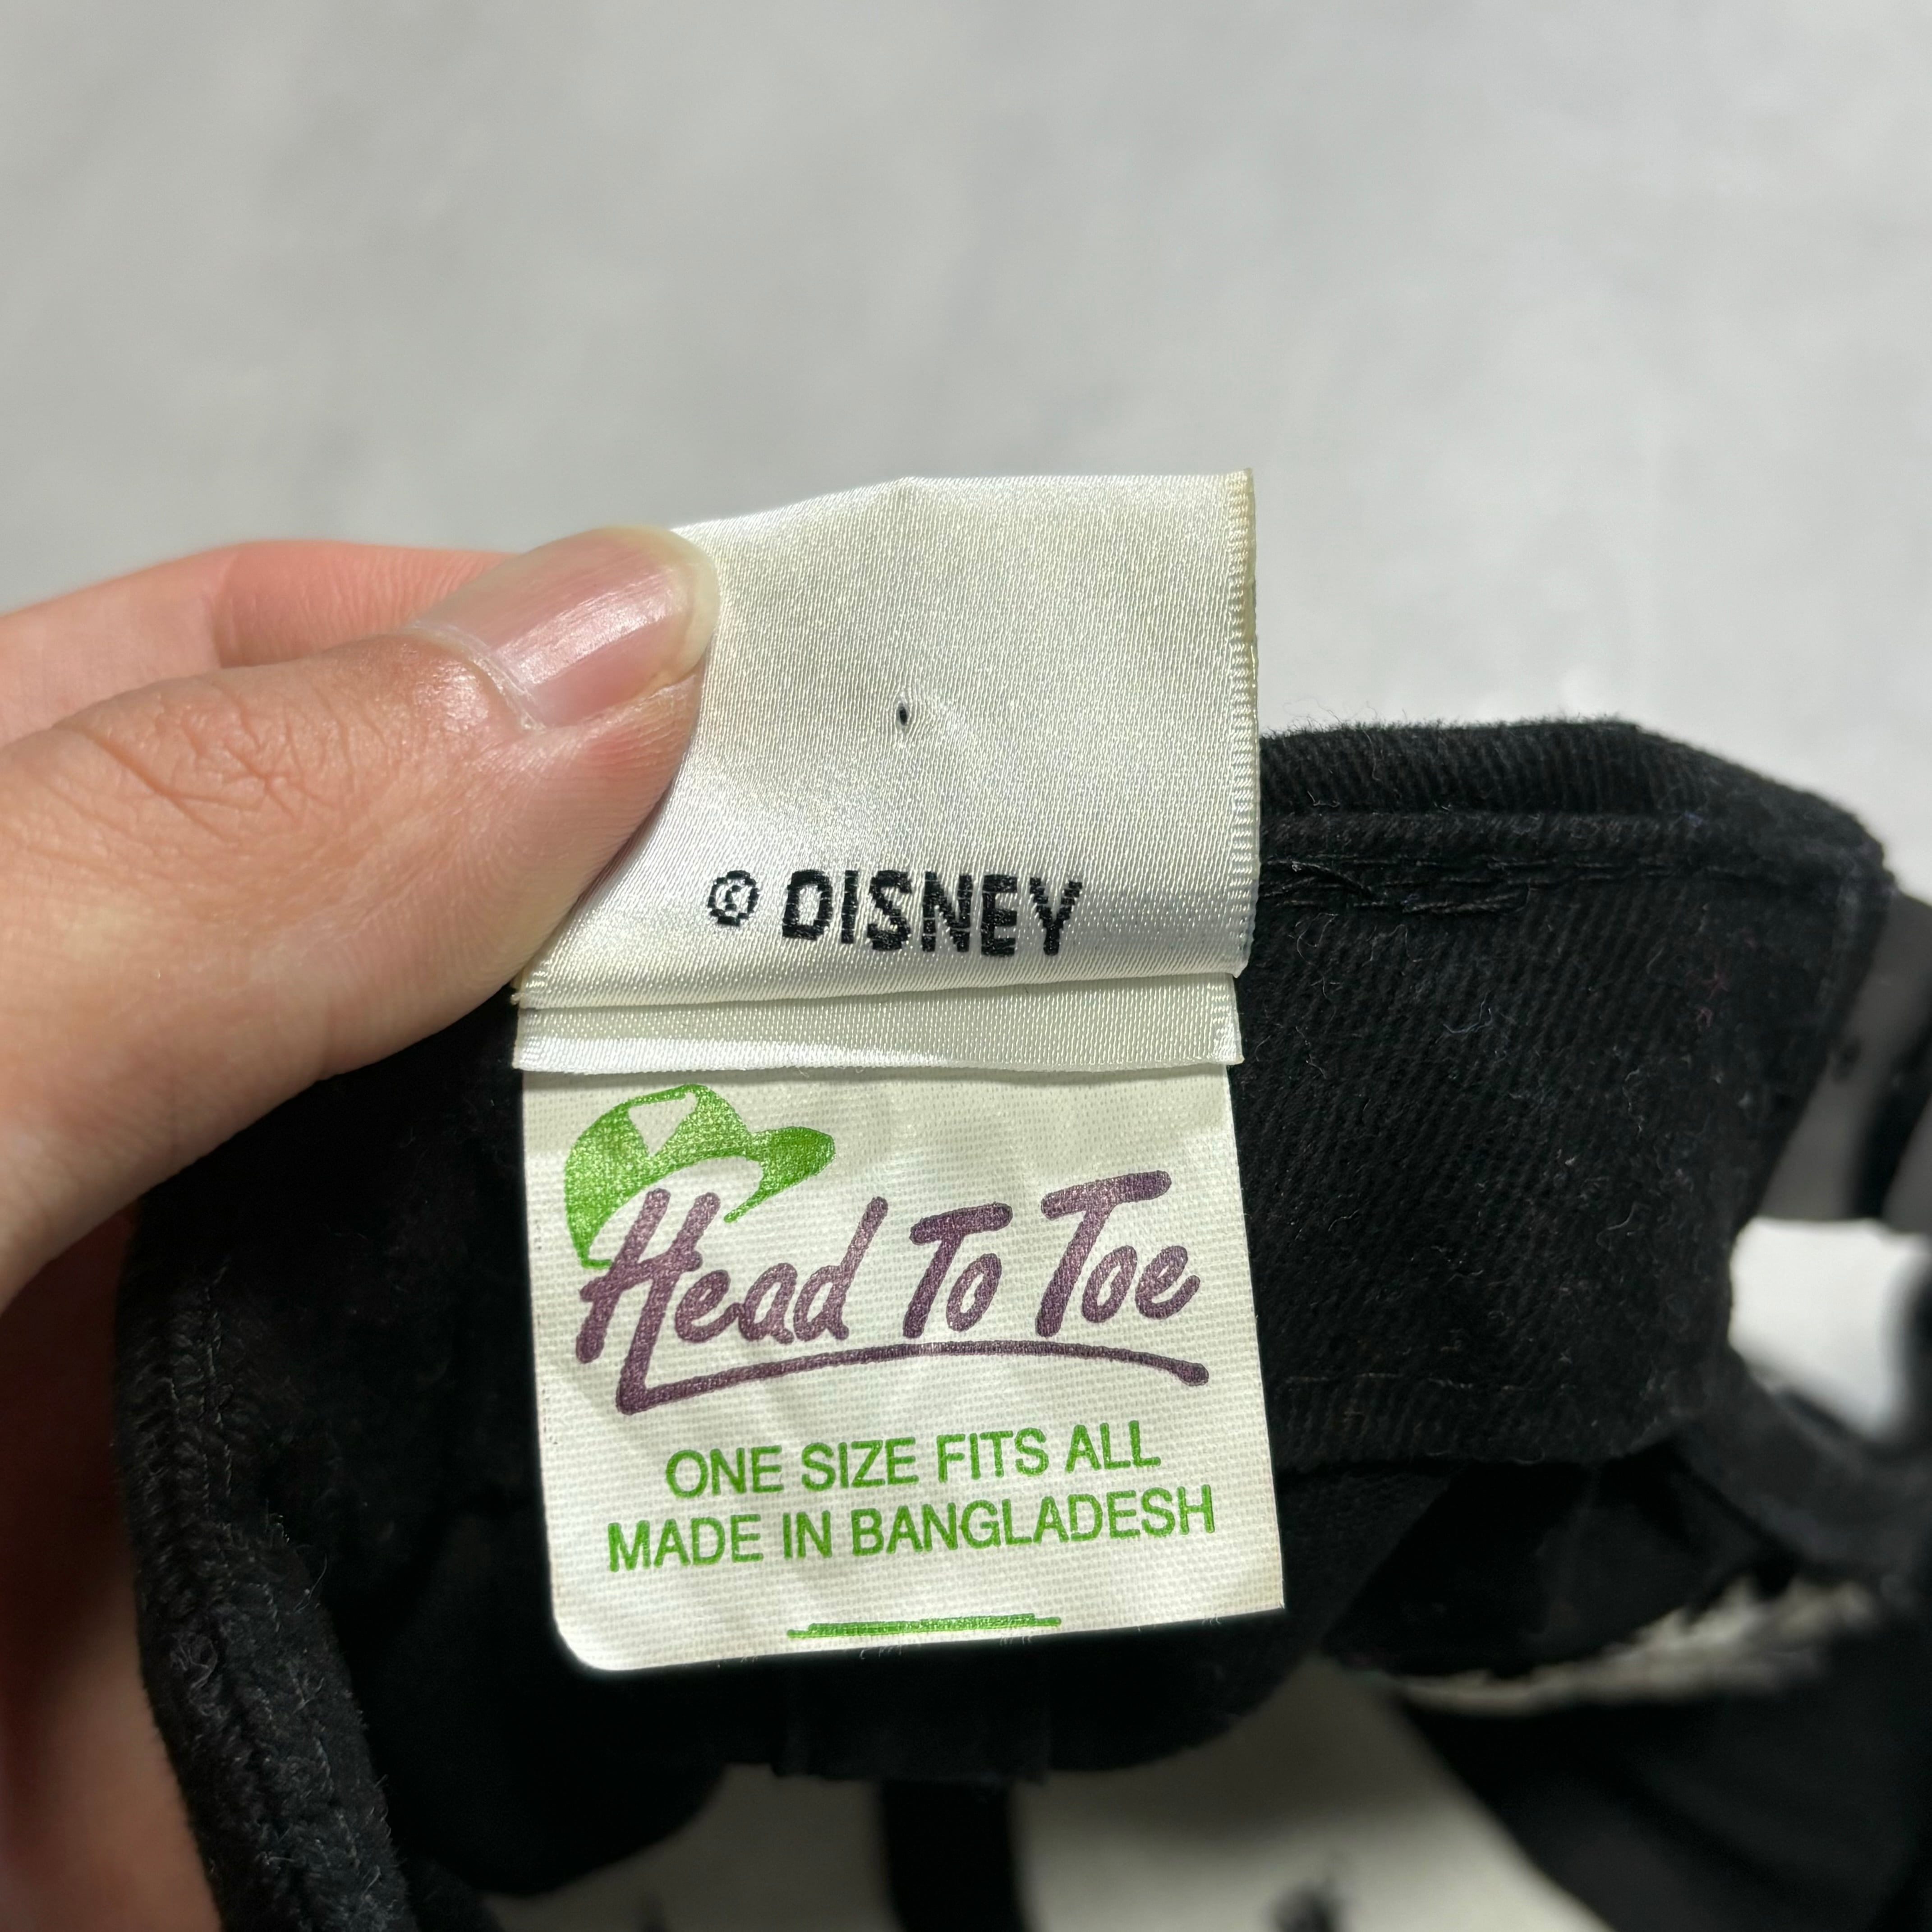 © DISNEY
Head To Toe
ONE SIZE FITS ALL
MADE IN BANGLADESH